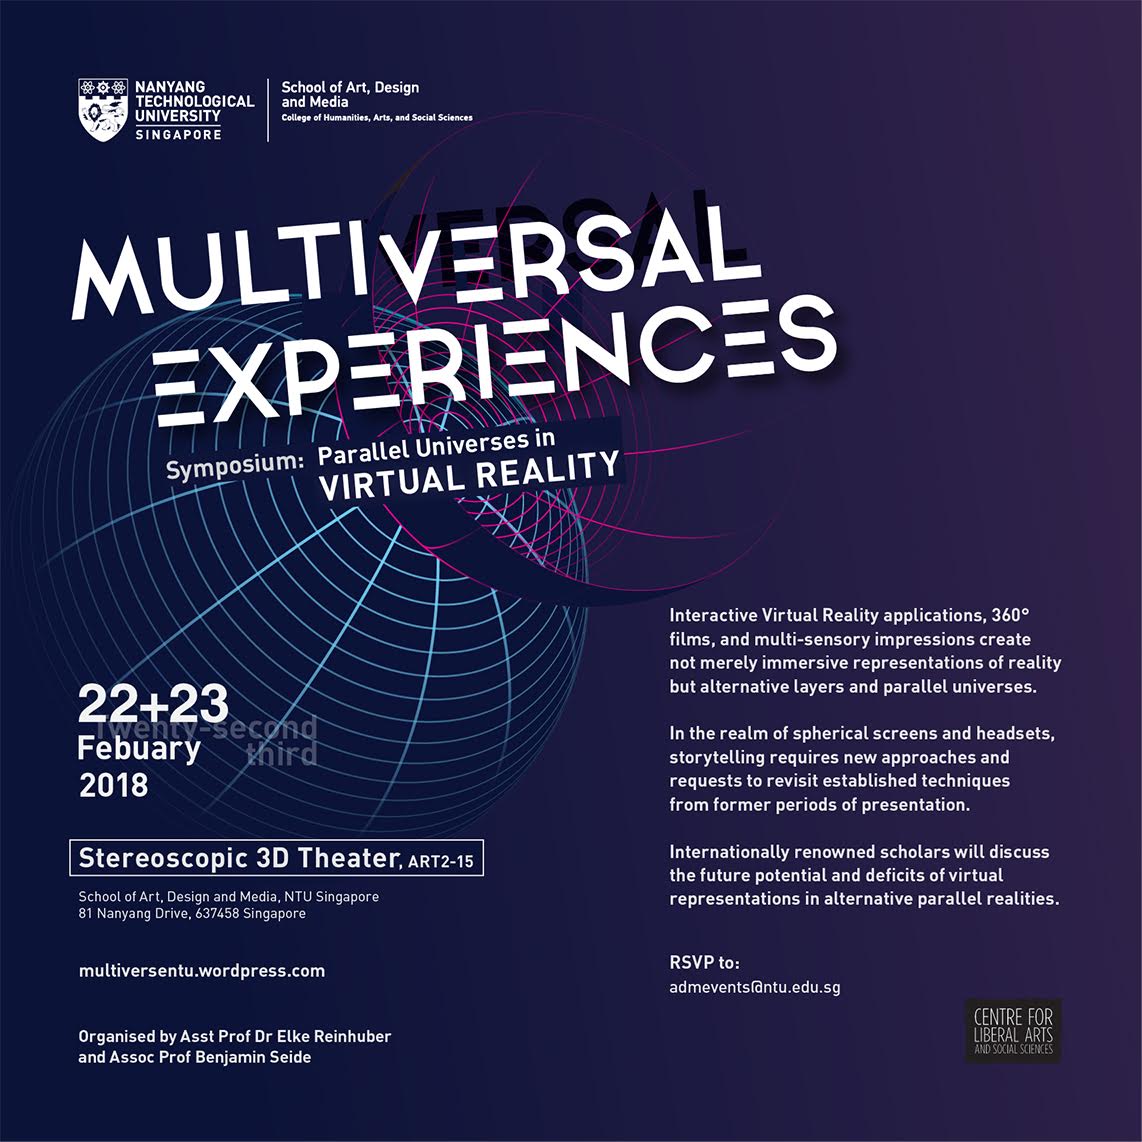 NANYANG
TECHNOLOGICAL
UNIVERSITY
SINGAPORE
School of Art, Design
and Media
College of Humanities, Arts, and Social Sciences
VERSAL
MULTIVERSAL
EXPERIENCES
Symposium: Parallel Universes in
VIRTUAL REALITY
Interactive Virtual Reality applications, 360°
films, and multi-sensory impressions create
not merely immersive representations of reality
but alternative layers and parallel universes.
In the realm of spherical screens and headsets,
storytelling requires new approaches and
requests to revisit established techniques
from former periods of presentation.
Internationally renowned scholars will discuss
the future potential and deficits of virtual
representations in alternative parallel realities.
RSVP to:
admevents@ntu.edu.sg
22+23
Twenty-second
third
Febuary
2018
Stereoscopic 3D Theater, ART2-15
School of Art, Design and Media, NTU Singapore
81 Nanyang Drive, 637458 Singapore
multiversentu.wordpress.com
Organised by Asst Prof Dr Elke Reinhuber
and Assoc Prof Benjamin Seide
CENTRE FOR
LIBERAL ARTS
AND SOCIAL SCIENCES